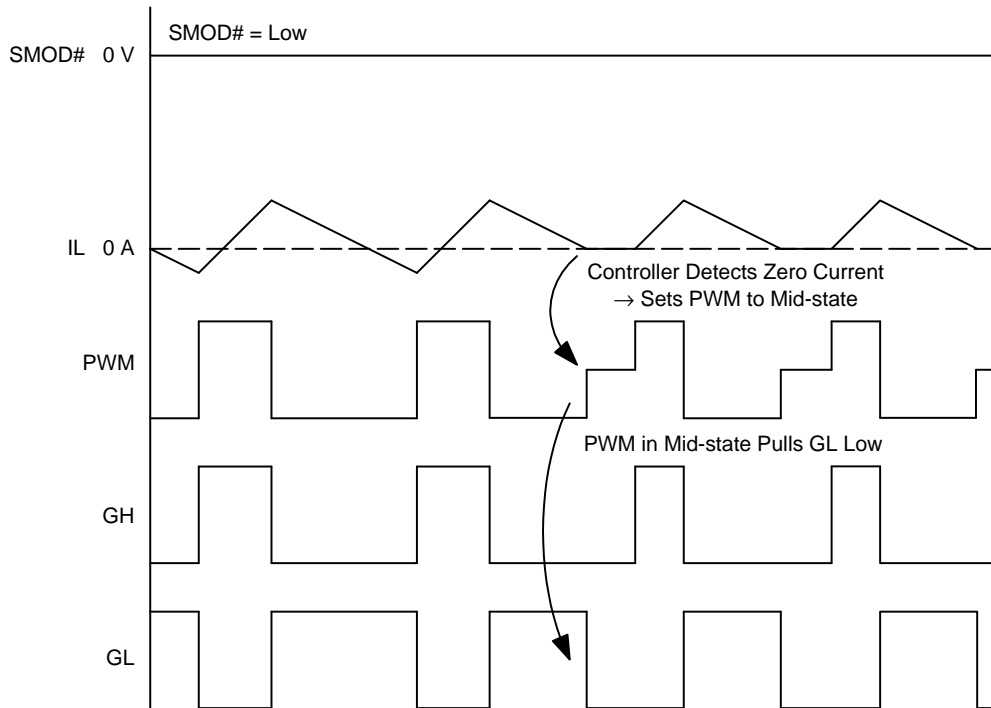 SMOD# = Low
SMOD# 0 V
IL 0 A
Controller Detects Zero Current
→ Sets PWM to Mid-state
PWM
PWM in Mid-state Pulls GL Low
GH
GL